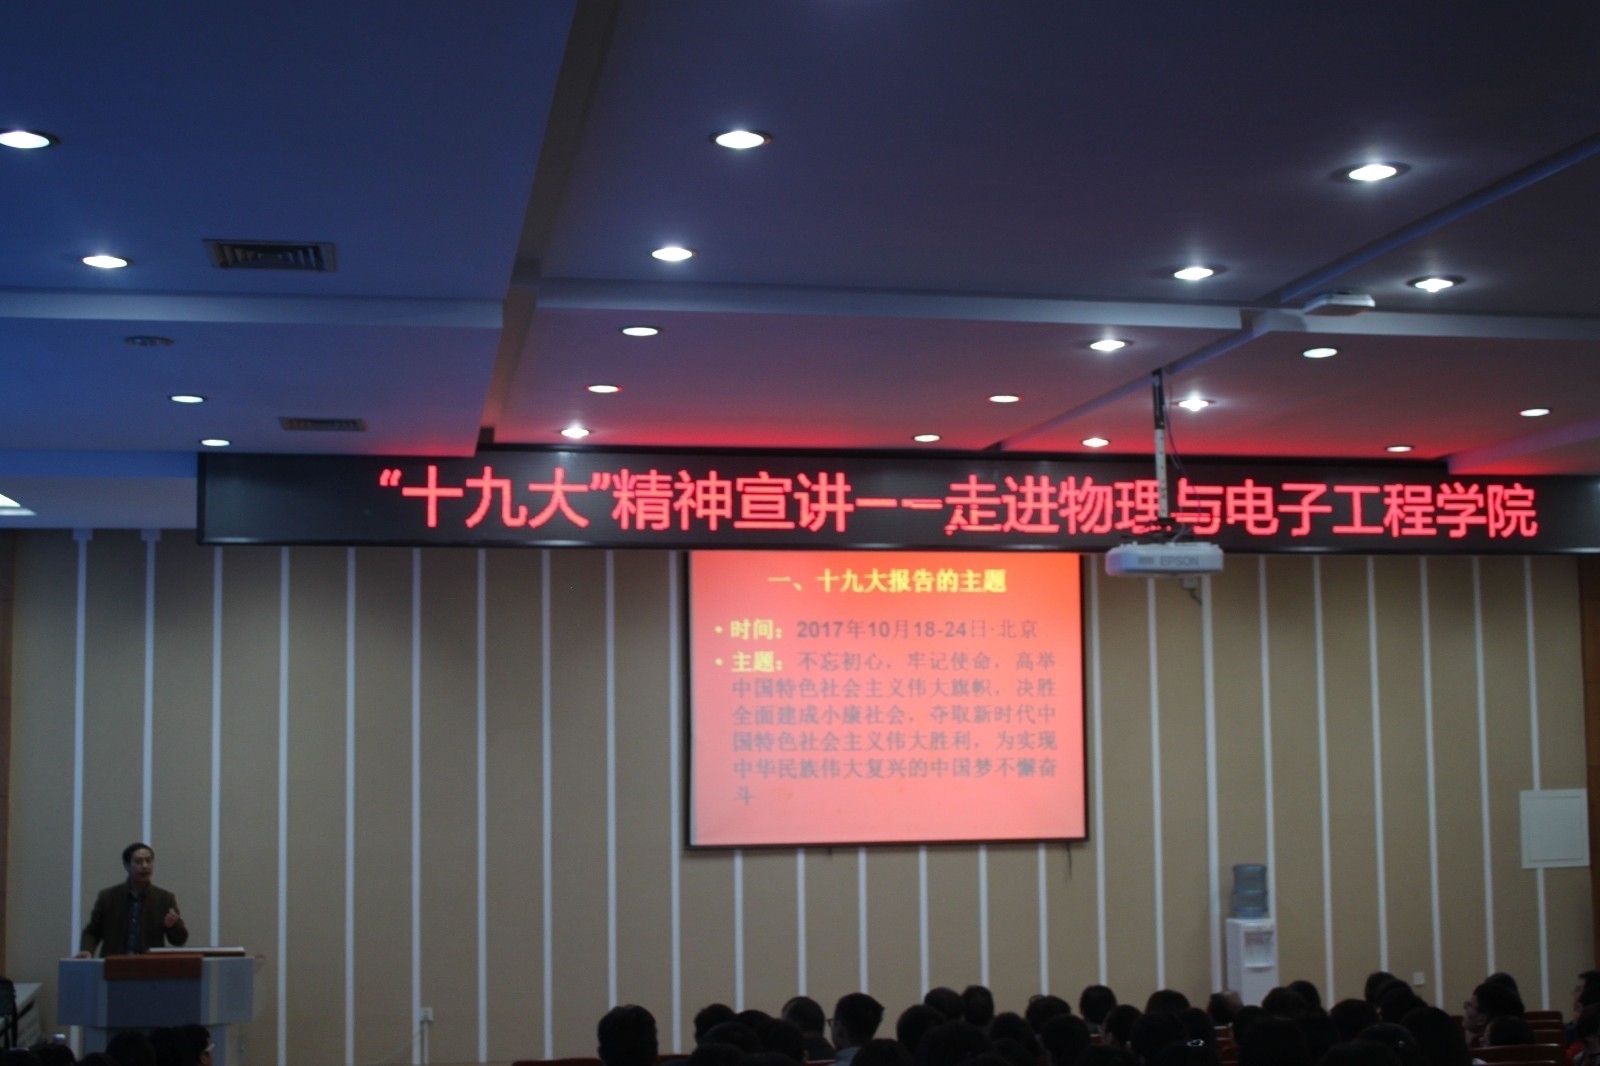 “十九大”精神宣讲——走进物理与电子工程学院
EPSON
一、十九大报告的主题
• 时间：2017年10月18-24日·北京
• 主题：不忘初心，牢记使命，高举
中国特色社会主义伟大旗帜，决胜
全面建成小康社会，夺取新时代中
国特色社会主义伟大胜利，为实现
中华民族伟大复兴的中国梦不懈奋
斗